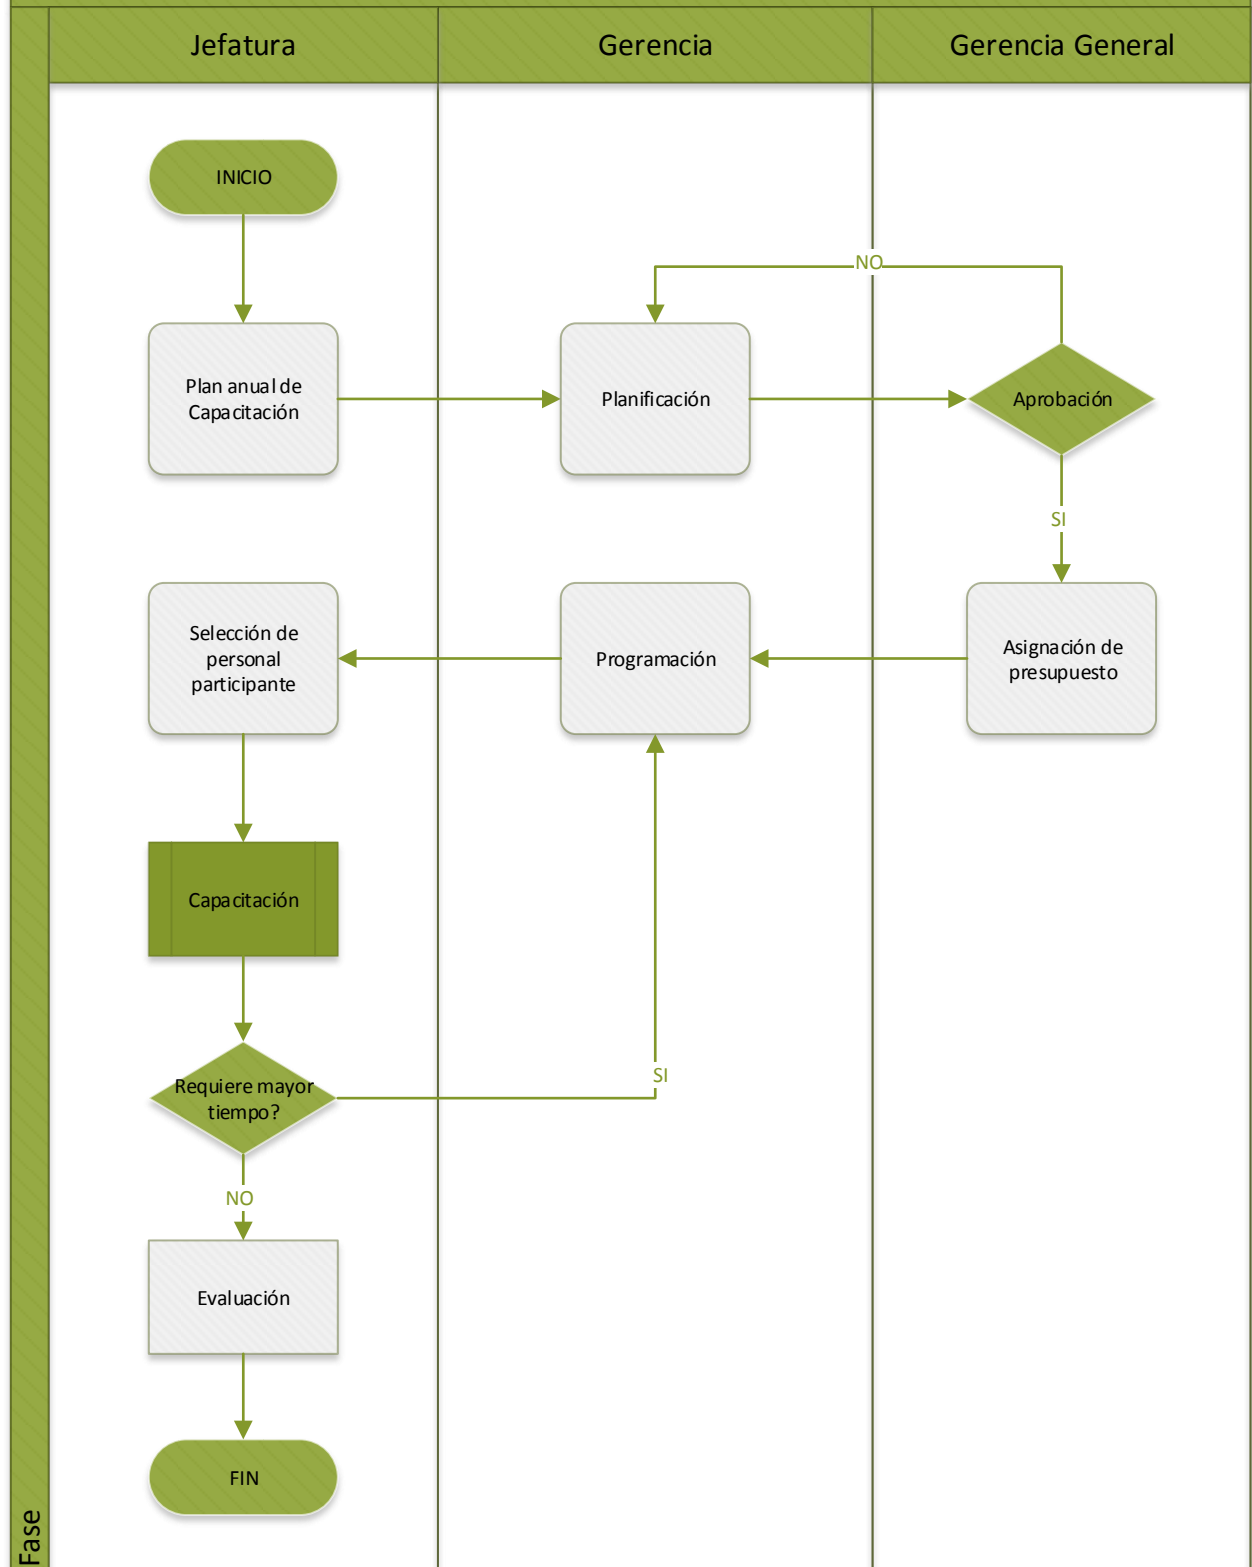 Jefatura
Gerencia
Gerencia General
INICIO
NO
Plan anual de
Capacitación
Planificación
Aprobación
SI
Selección de
personal
participante
Programación
Asignación de
presupuesto
Capacitación
Requiere mayor
tiempo?
SI
NO
Evaluación
FIN
Fase